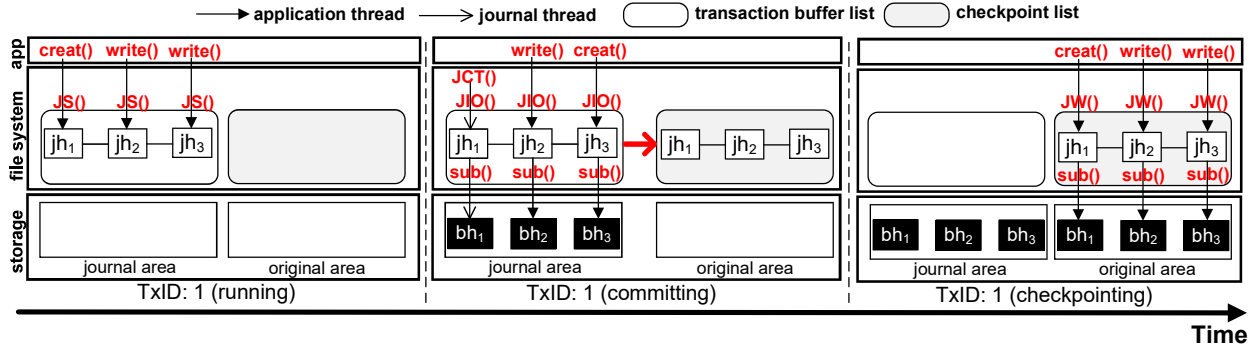 application thread journal thread transaction buffer list checkpoint list
app
creat() write() write()
write() creat()
creat() write() write()
file system
JS() JS() JS()
jh1 jh2 jh3
JCT()
JIO() JIO() JIO()
jh1 jh2 jh3
sub() sub() sub()
jh1 jh2 jh3
JW() JW() JW()
jh1 jh2 jh3
sub() sub() sub()
storage
journal area original area
bh1 bh2 bh3
journal area original area
bh1 bh2 bh3 bh1 bh2 bh3
journal area original area
TxID: 1 (running) TxID: 1 (committing) TxID: 1 (checkpointing)
Time